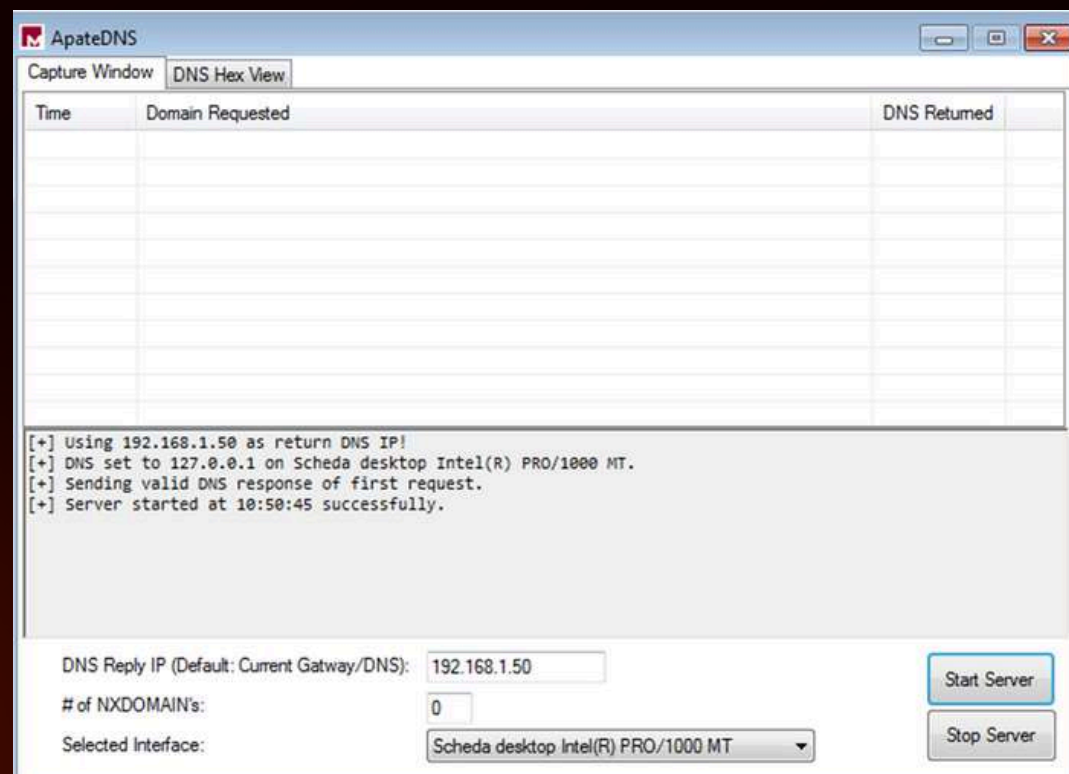 ApateDNS
Capture Window DNS Hex View
Time Domain Requested DNS Returned
[+] Using 192.168.1.50 as return DNS IP!
[+] DNS set to 127.0.0.1 on Scheda desktop Intel(R) PRO/1000 MT.
[+] Sending valid DNS response of first request.
[+] Server started at 10:50:45 successfully.
DNS Reply IP (Default: Current Gatway/DNS): 192.168.1.50
Start Server
# of NXDOMAIN's: 0
Selected Interface: Scheda desktop Intel(R) PRO/1000 MT
Stop Server